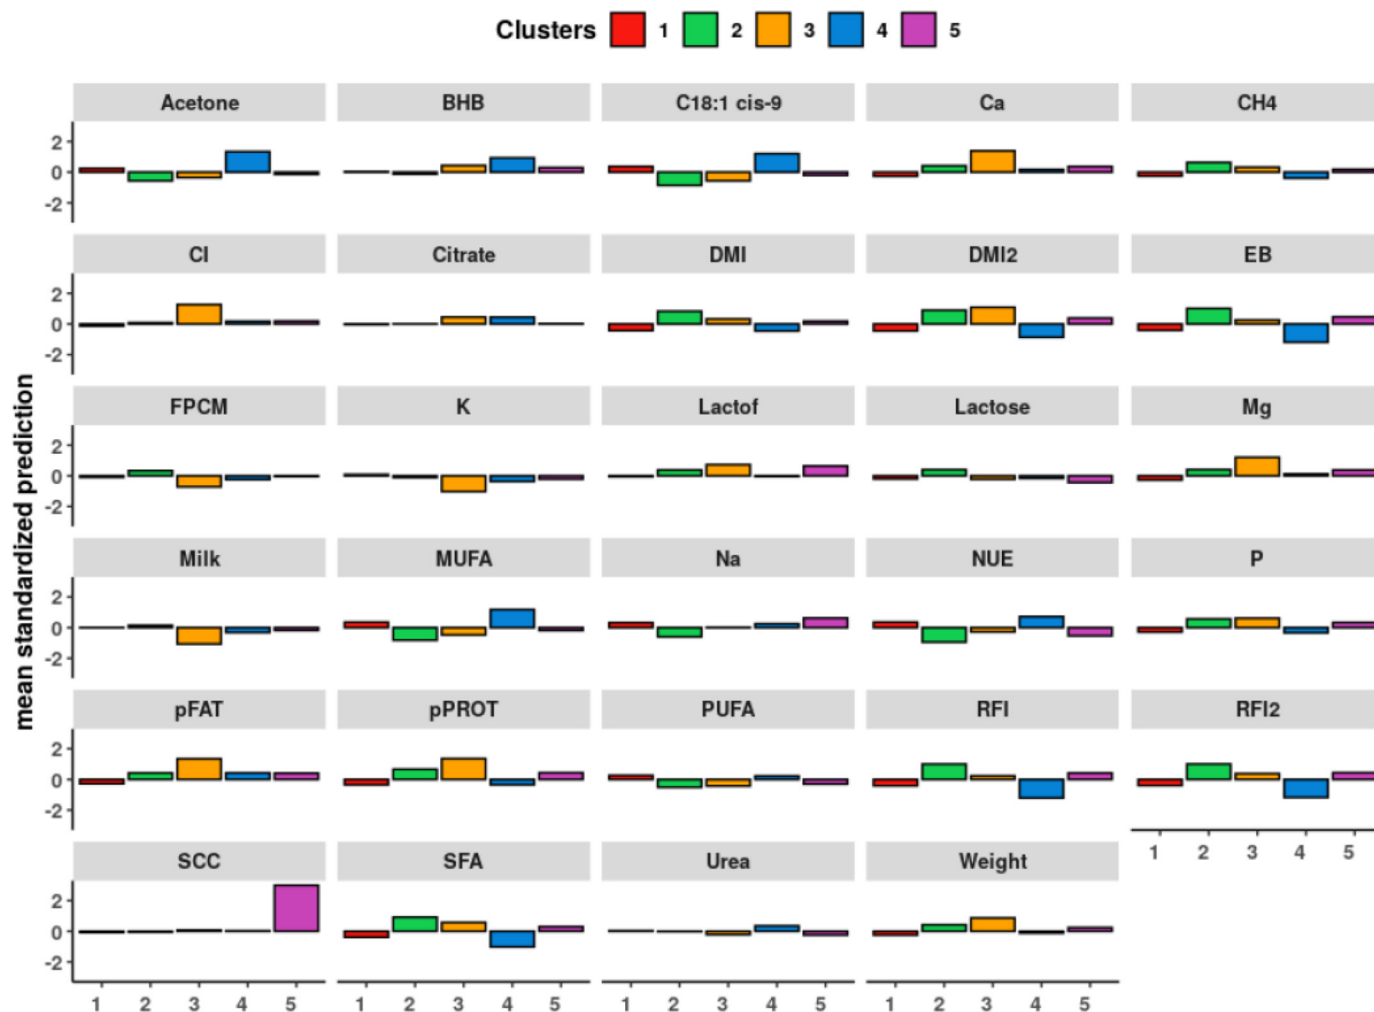 Clusters 1 2 3 4 5
Acetone BHB C18:1 cis-9 Ca CH4
2
0
-2
Cl Citrate DMI DMI2 EB
2
0
-2
FPCM K Lactof Lactose Mg
2
0
-2
Milk MUFA Na NUE P
2
0
-2
pFAT pPROT PUFA RFI RFI2
2
0
-2
1 2 3 4 5
SCC SFA Urea Weight
2
0
-2
1 2 3 4 5 1 2 3 4 5 1 2 3 4 5 1 2 3 4 5
mean standardized prediction